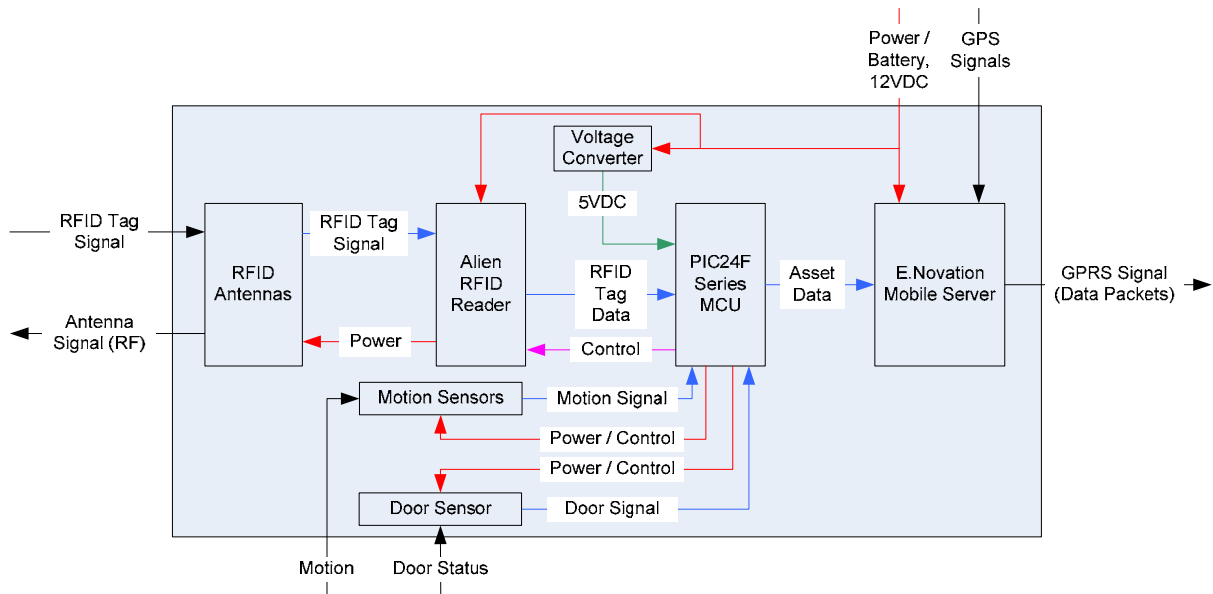 Power /
Battery,
12VDC
GPS
Signals
Voltage
Converter
5VDC
RFID Tag
Signal
RFID
Antennas
RFID Tag
Signal
Alien
RFID
Reader
RFID
Tag
Data
PIC24F
Series
MCU
Asset
Data
E.Novation
Mobile Server
GPRS Signal
(Data Packets)
Antenna
Signal (RF)
Power
Control
Motion Sensors
Motion Signal
Power / Control
Power / Control
Door Sensor
Door Signal
Motion
Door Status